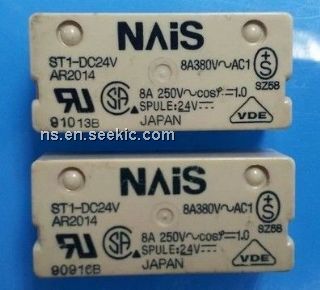 NAiS
ST1-DC24V
AR2014
8A380V~AC1
SZ58
8A 250V~cosφ=1.0
SPULE:24V⎓
91013B
JAPAN
VDE
ns.seekic.com
NAiS
ST1-DC24V
AR2014
8A380V~AC1
SZ58
8A 250V~cosφ=1.0
SPULE:24V⎓
90916B
JAPAN
VDE